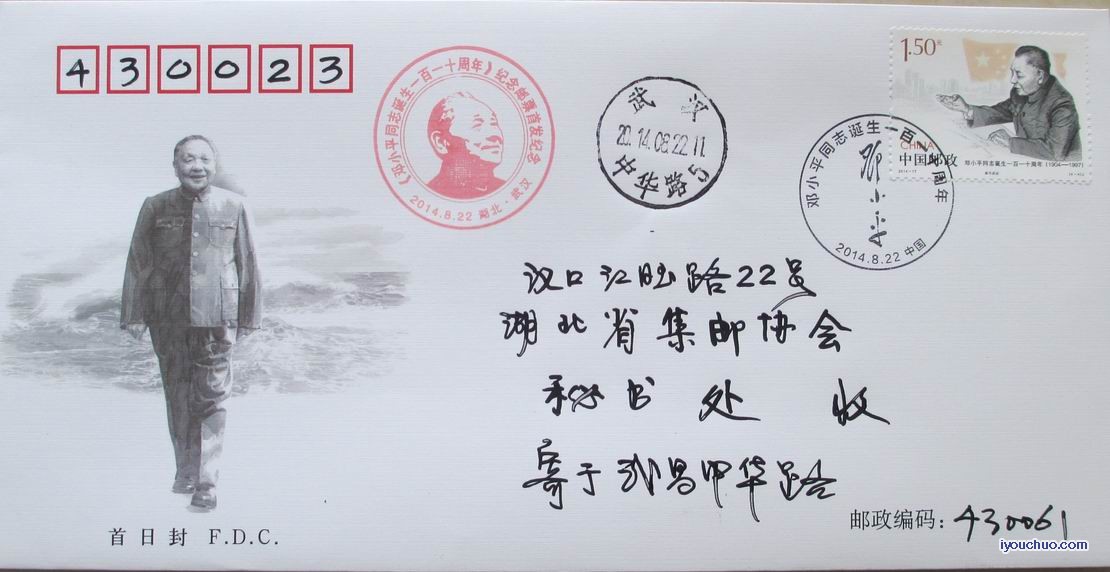 430023
《邓小平同志诞生一百一十周年》纪念邮票首发纪念
2014.8.22 湖北·武汉
武汉
2014.08.22.11
中华路5
1.50元
CHINA
中国邮政
邓小平同志诞生一百一十周年 (1904—1997)
2014-17
邓小平同志诞生一百一十周年
邓小平
2014.8.22 中国
汉口江旺路22号
湖北省集邮协会
秘书处 收
寄于武昌中华路
邮政编码：430061
首日封 F.D.C.
iyouchuo.com